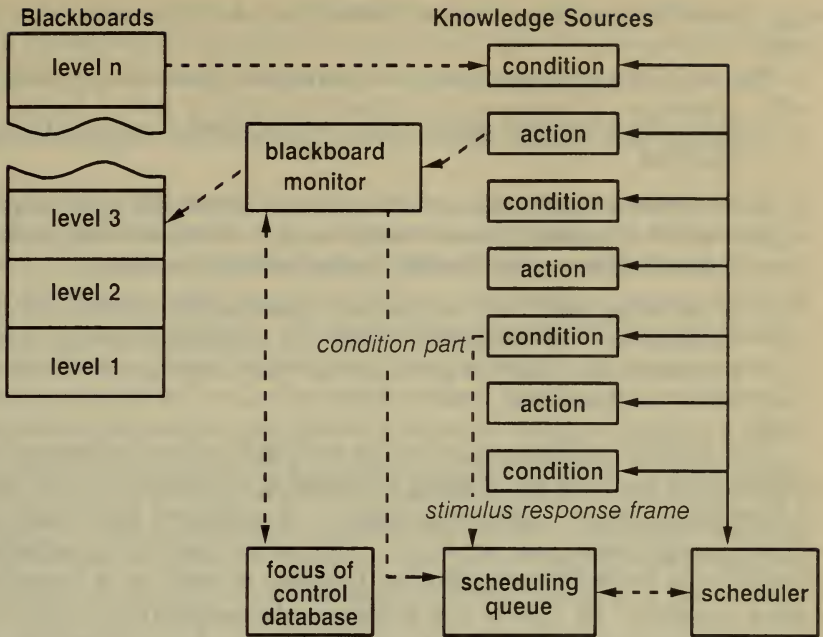 Blackboards
Knowledge Sources
level n
condition
action
blackboard
monitor
level 3
condition
level 2
action
condition part
condition
level 1
action
condition
stimulus response frame
focus of
control
database
scheduling
queue
scheduler